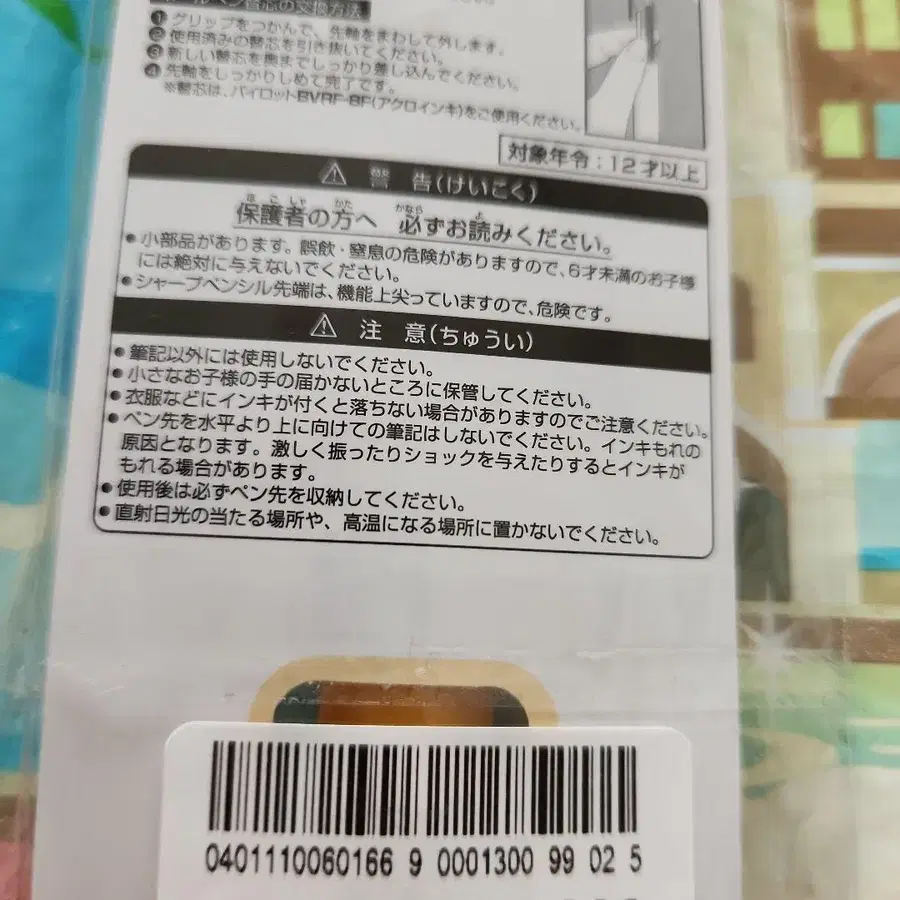 ボールペン替芯の交換方法
❶ グリップをつかんで、先軸をまわして外します。
❷ 使用済みの替芯を引き抜いてください。
❸ 新しい替芯を奥までしっかり差し込んでください。
❹ 先軸をしっかりしめて完了です。
※替芯は、パイロットBVRF-8F(アクロインキ)をご使用ください。
対象年令：12才以上
⚠ 警 告(けいこく)
保護者の方へ 必ずお読みください。
●小部品があります。誤飲・窒息の危険がありますので、6才未満のお子様
には絶対に与えないでください。
●シャープペンシル先端は、機能上尖っていますので、危険です。
⚠ 注 意(ちゅうい)
●筆記以外には使用しないでください。
●小さなお子様の手の届かないところに保管してください。
●衣服などにインキが付くと落ちない場合がありますのでご注意ください。
●ペン先を水平より上に向けての筆記はしないでください。インキもれの
原因となります。激しく振ったりショックを与えたりするとインキが
もれる場合があります。
●使用後は必ずペン先を収納してください。
●直射日光の当たる場所や、高温になる場所に置かないでください。
0401110060166 9 0001300 99 02 5